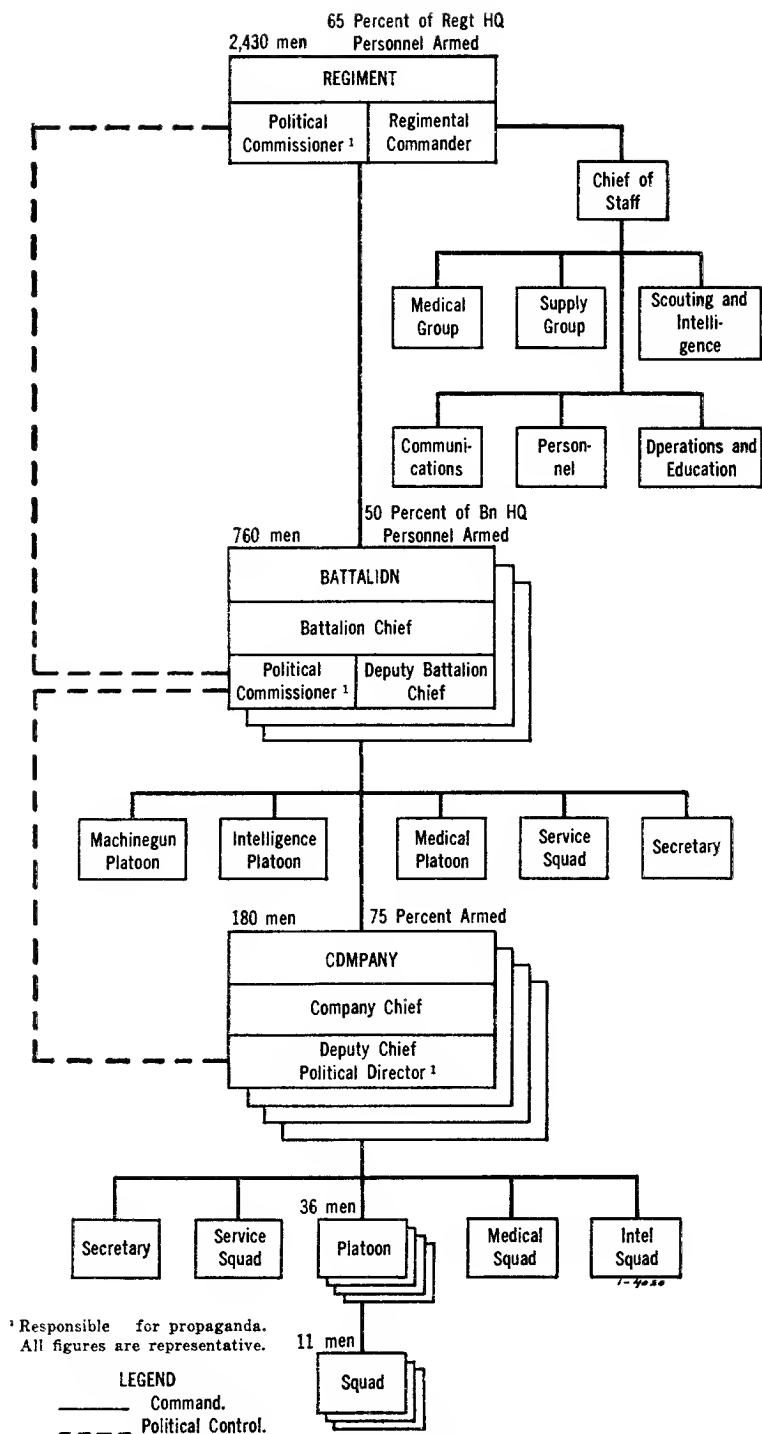 65 Percent of Regt HQ
2,430 men Personnel Armed
REGIMENT
Political
Commissioner ¹
Regimental
Commander
Chief of
Staff
Medical
Group
Supply
Group
Scouting and
Intelli-
gence
Communi-
cations
Person-
nel
Dperations and
Education
50 Percent of Bn HQ
760 men Personnel Armed
BATTALIDN
Battalion Chief
Political
Commissioner ¹
Deputy Battalion
Chief
Machinegun
Platoon
Intelligence
Platoon
Medical
Platoon
Service
Squad
Secretary
180 men 75 Percent Armed
CDMPANY
Company Chief
Deputy Chief
Political Director ¹
36 men
Secretary
Service
Squad
Platoon
Medical
Squad
Intel
Squad
1-4020
¹ Responsible for propaganda.
All figures are representative.
11 men
Squad
LEGEND
Command.
Political Control.